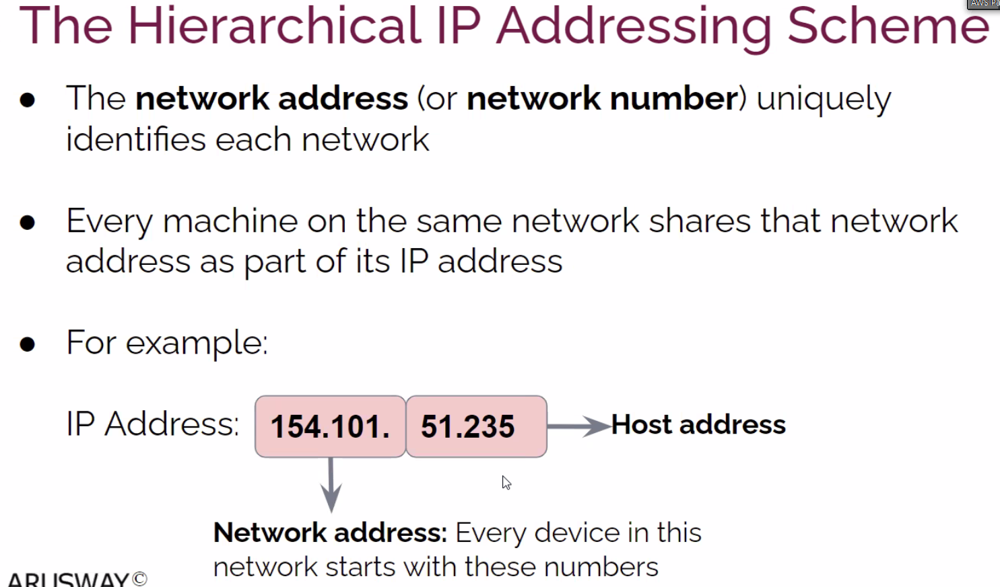 AWS Pa
The Hierarchical IP Addressing Scheme
● The network address (or network number) uniquely
identifies each network
● Every machine on the same network shares that network
address as part of its IP address
● For example:
IP Address: 154.101. 51.235 Host address
Network address: Every device in this
network starts with these numbers
ARUSWAY©